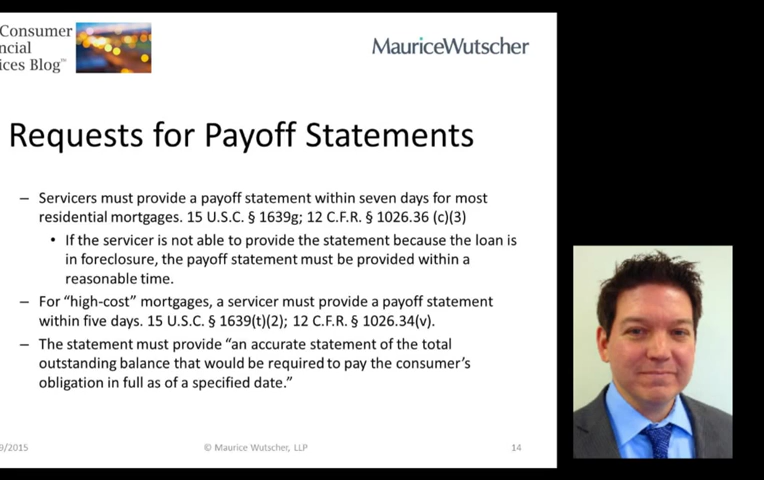 Consumer
ncial
ices Blog™
MauriceWutscher
Requests for Payoff Statements
– Servicers must provide a payoff statement within seven days for most
residential mortgages. 15 U.S.C. § 1639g; 12 C.F.R. § 1026.36 (c)(3)
• If the servicer is not able to provide the statement because the loan is
in foreclosure, the payoff statement must be provided within a
reasonable time.
– For “high-cost” mortgages, a servicer must provide a payoff statement
within five days. 15 U.S.C. § 1639(t)(2); 12 C.F.R. § 1026.34(v).
– The statement must provide “an accurate statement of the total
outstanding balance that would be required to pay the consumer’s
obligation in full as of a specified date.”
9/2015
© Maurice Wutscher, LLP
14